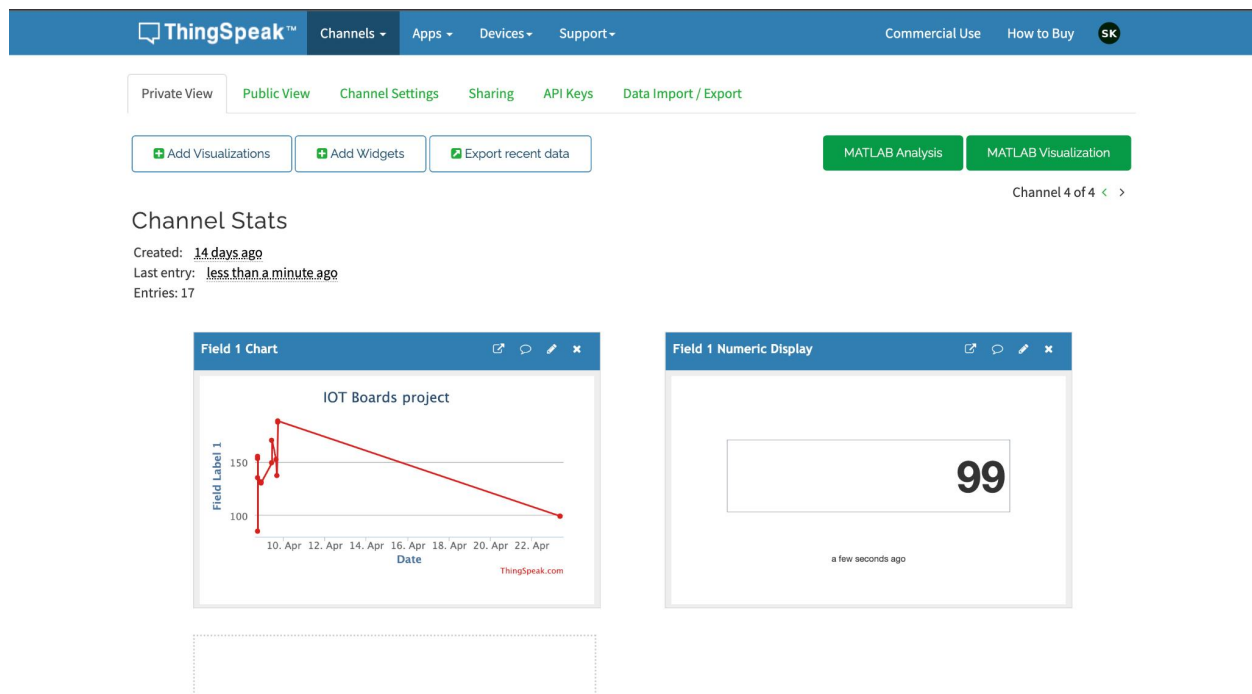 ThingSpeak™ Channels Apps Devices Support Commercial Use How to Buy SK
Private View Public View Channel Settings Sharing API Keys Data Import / Export
Add Visualizations Add Widgets Export recent data MATLAB Analysis MATLAB Visualization
Channel 4 of 4 < >
Channel Stats
Created: 14 days ago
Last entry: less than a minute ago
Entries: 17
Field 1 Chart
IOT Boards project
Field Label 1
150
100
10. Apr 12. Apr 14. Apr 16. Apr 18. Apr 20. Apr 22. Apr
Date
ThingSpeak.com
Field 1 Numeric Display
99
a few seconds ago